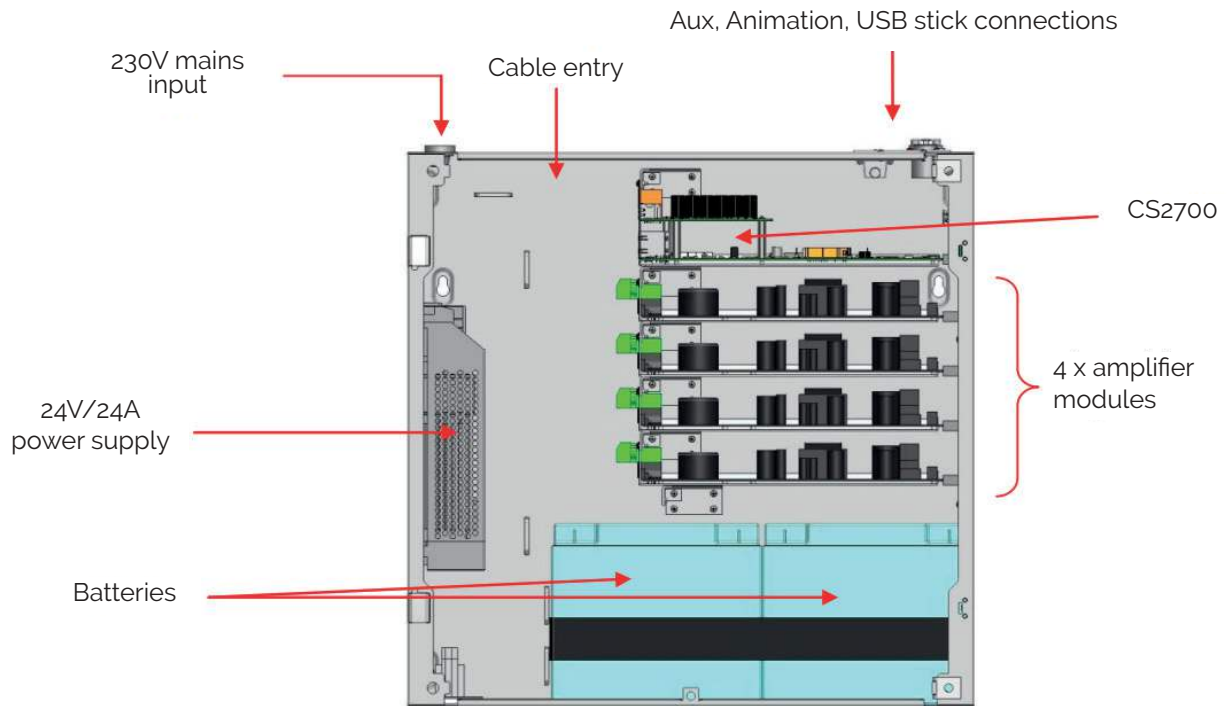 Aux, Animation, USB stick connections
230V mains
input
Cable entry
CS2700
4 x amplifier
modules
24V/24A
power supply
Batteries